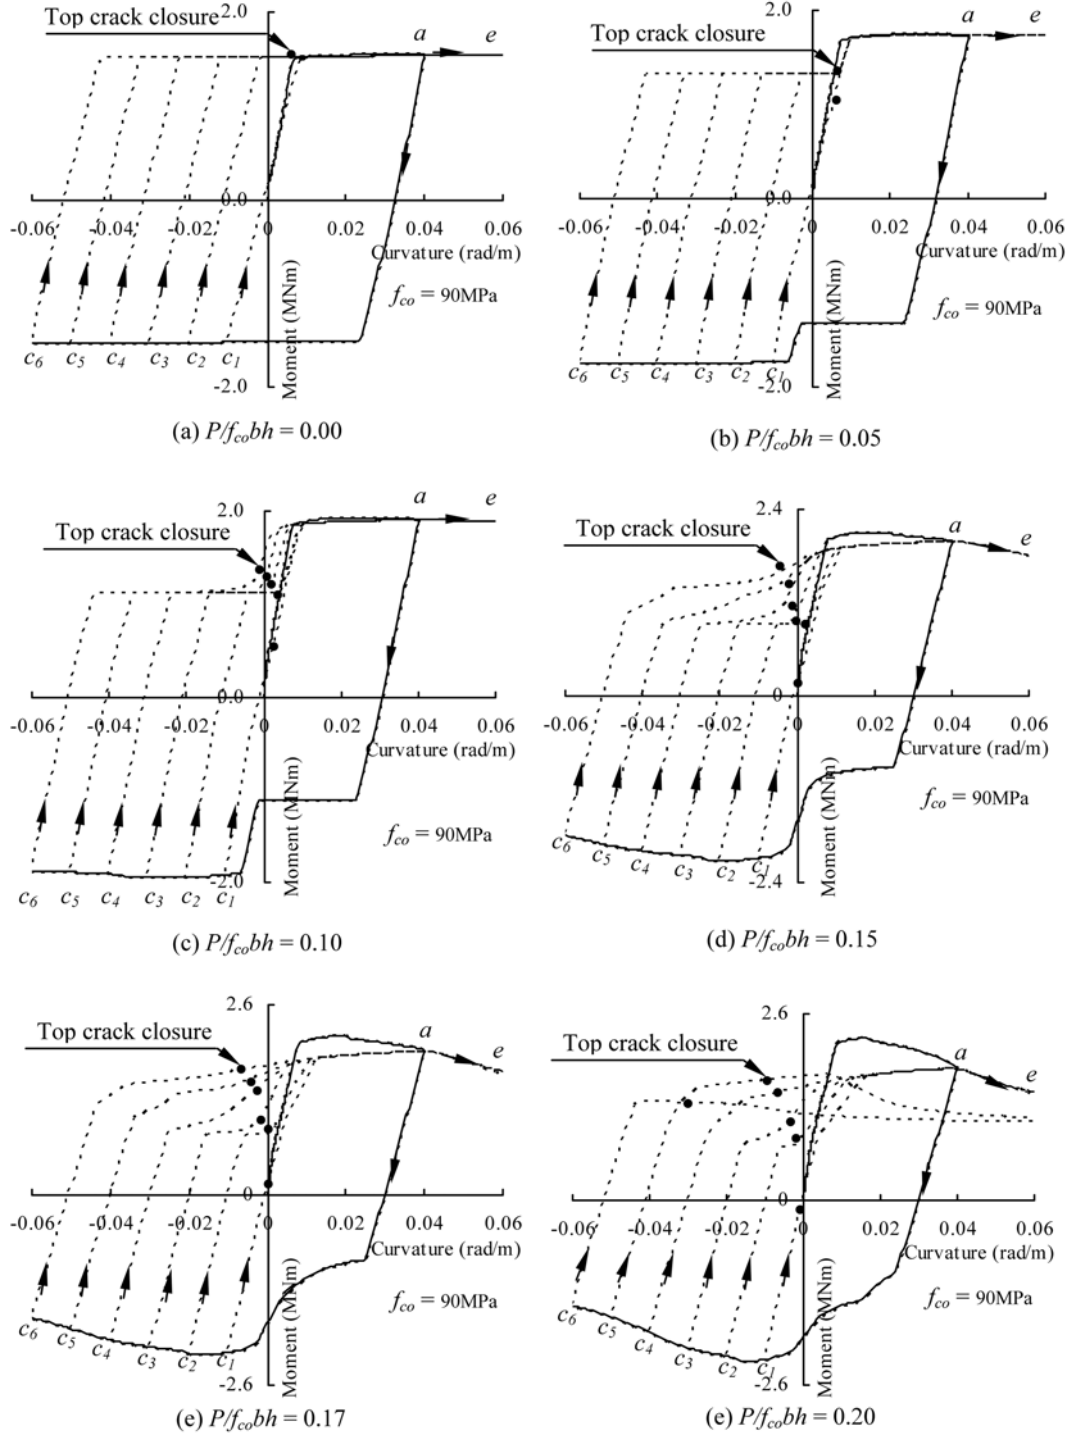 Top crack closure
2.0
a
e
0.0
-0.06
-0.04
-0.02
0
0.02
0.04
0.06
Curvature (rad/m)
Moment (MNm)
fco = 90MPa
c6 c5 c4 c3 c2 c1
-2.0
(a) P/fcobh = 0.00
Top crack closure
2.0
a
e
0.0
-0.06
-0.04
-0.02
0
0.02
0.04
0.06
Curvature (rad/m)
Moment (MNm)
fco = 90MPa
c6 c5 c4 c3 c2 c1
-2.0
(b) P/fcobh = 0.05
Top crack closure
2.0
a
e
0.0
-0.06
-0.04
-0.02
0
0.02
0.04
0.06
Curvature (rad/m)
Moment (MNm)
fco = 90MPa
-2.0
c6 c5 c4 c3 c2 c1
(c) P/fcobh = 0.10
Top crack closure
2.4
a
e
0
-0.06
-0.04
-0.02
0
0.02
0.04
0.06
Curvature (rad/m)
Moment (MNm)
fco = 90MPa
c6 c5 c4 c3 c2 c1
-2.4
(d) P/fcobh = 0.15
Top crack closure
2.6
a
e
0
-0.06
-0.04
-0.02
0
0.02
0.04
0.06
Curvature (rad/m)
Moment (MNm)
fco = 90MPa
c6 c5 c4 c3 c2 c1
-2.6
(e) P/fcobh = 0.17
Top crack closure
2.6
a
e
0
-0.06
-0.04
-0.02
0
0.02
0.04
0.06
Curvature (rad/m)
Moment (MNm)
fco = 90MPa
c6 c5 c4 c3 c2 c1
-2.6
(e) P/fcobh = 0.20